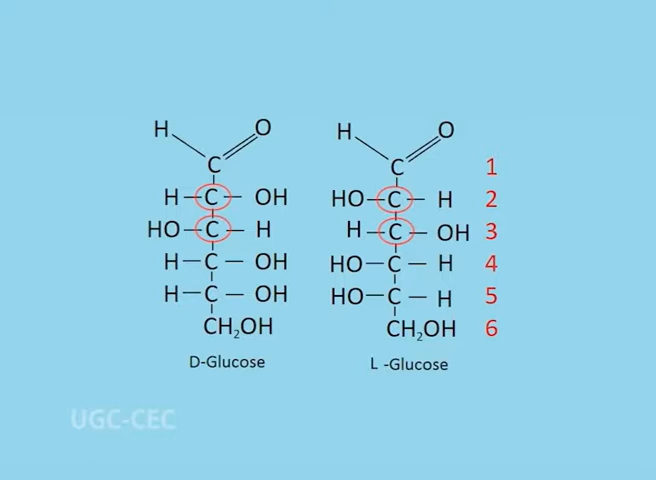 H O H O
C C 1
H-C-OH HO-C-H 2
HO-C-H H-C-OH 3
H-C-OH HO-C-H 4
H-C-OH HO-C-H 5
CH₂OH CH₂OH 6
D-Glucose L -Glucose
UGC-CEC